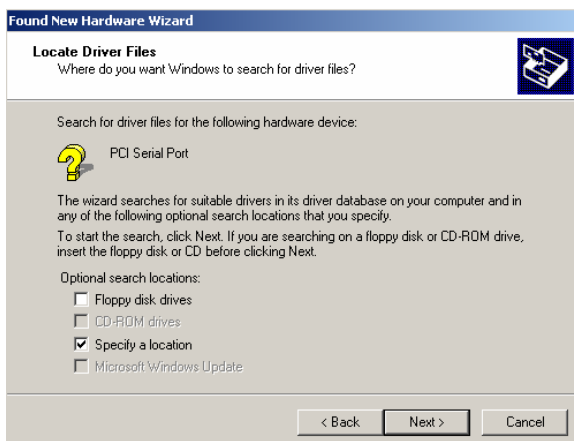 Found New Hardware Wizard
Locate Driver Files
Where do you want Windows to search for driver files?
Search for driver files for the following hardware device:
PCI Serial Port
The wizard searches for suitable drivers in its driver database on your computer and in
any of the following optional search locations that you specify.
To start the search, click Next. If you are searching on a floppy disk or CD-ROM drive,
insert the floppy disk or CD before clicking Next.
Optional search locations:
Floppy disk drives
CD-ROM drives
Specify a location
Microsoft Windows Update
< Back Next > Cancel